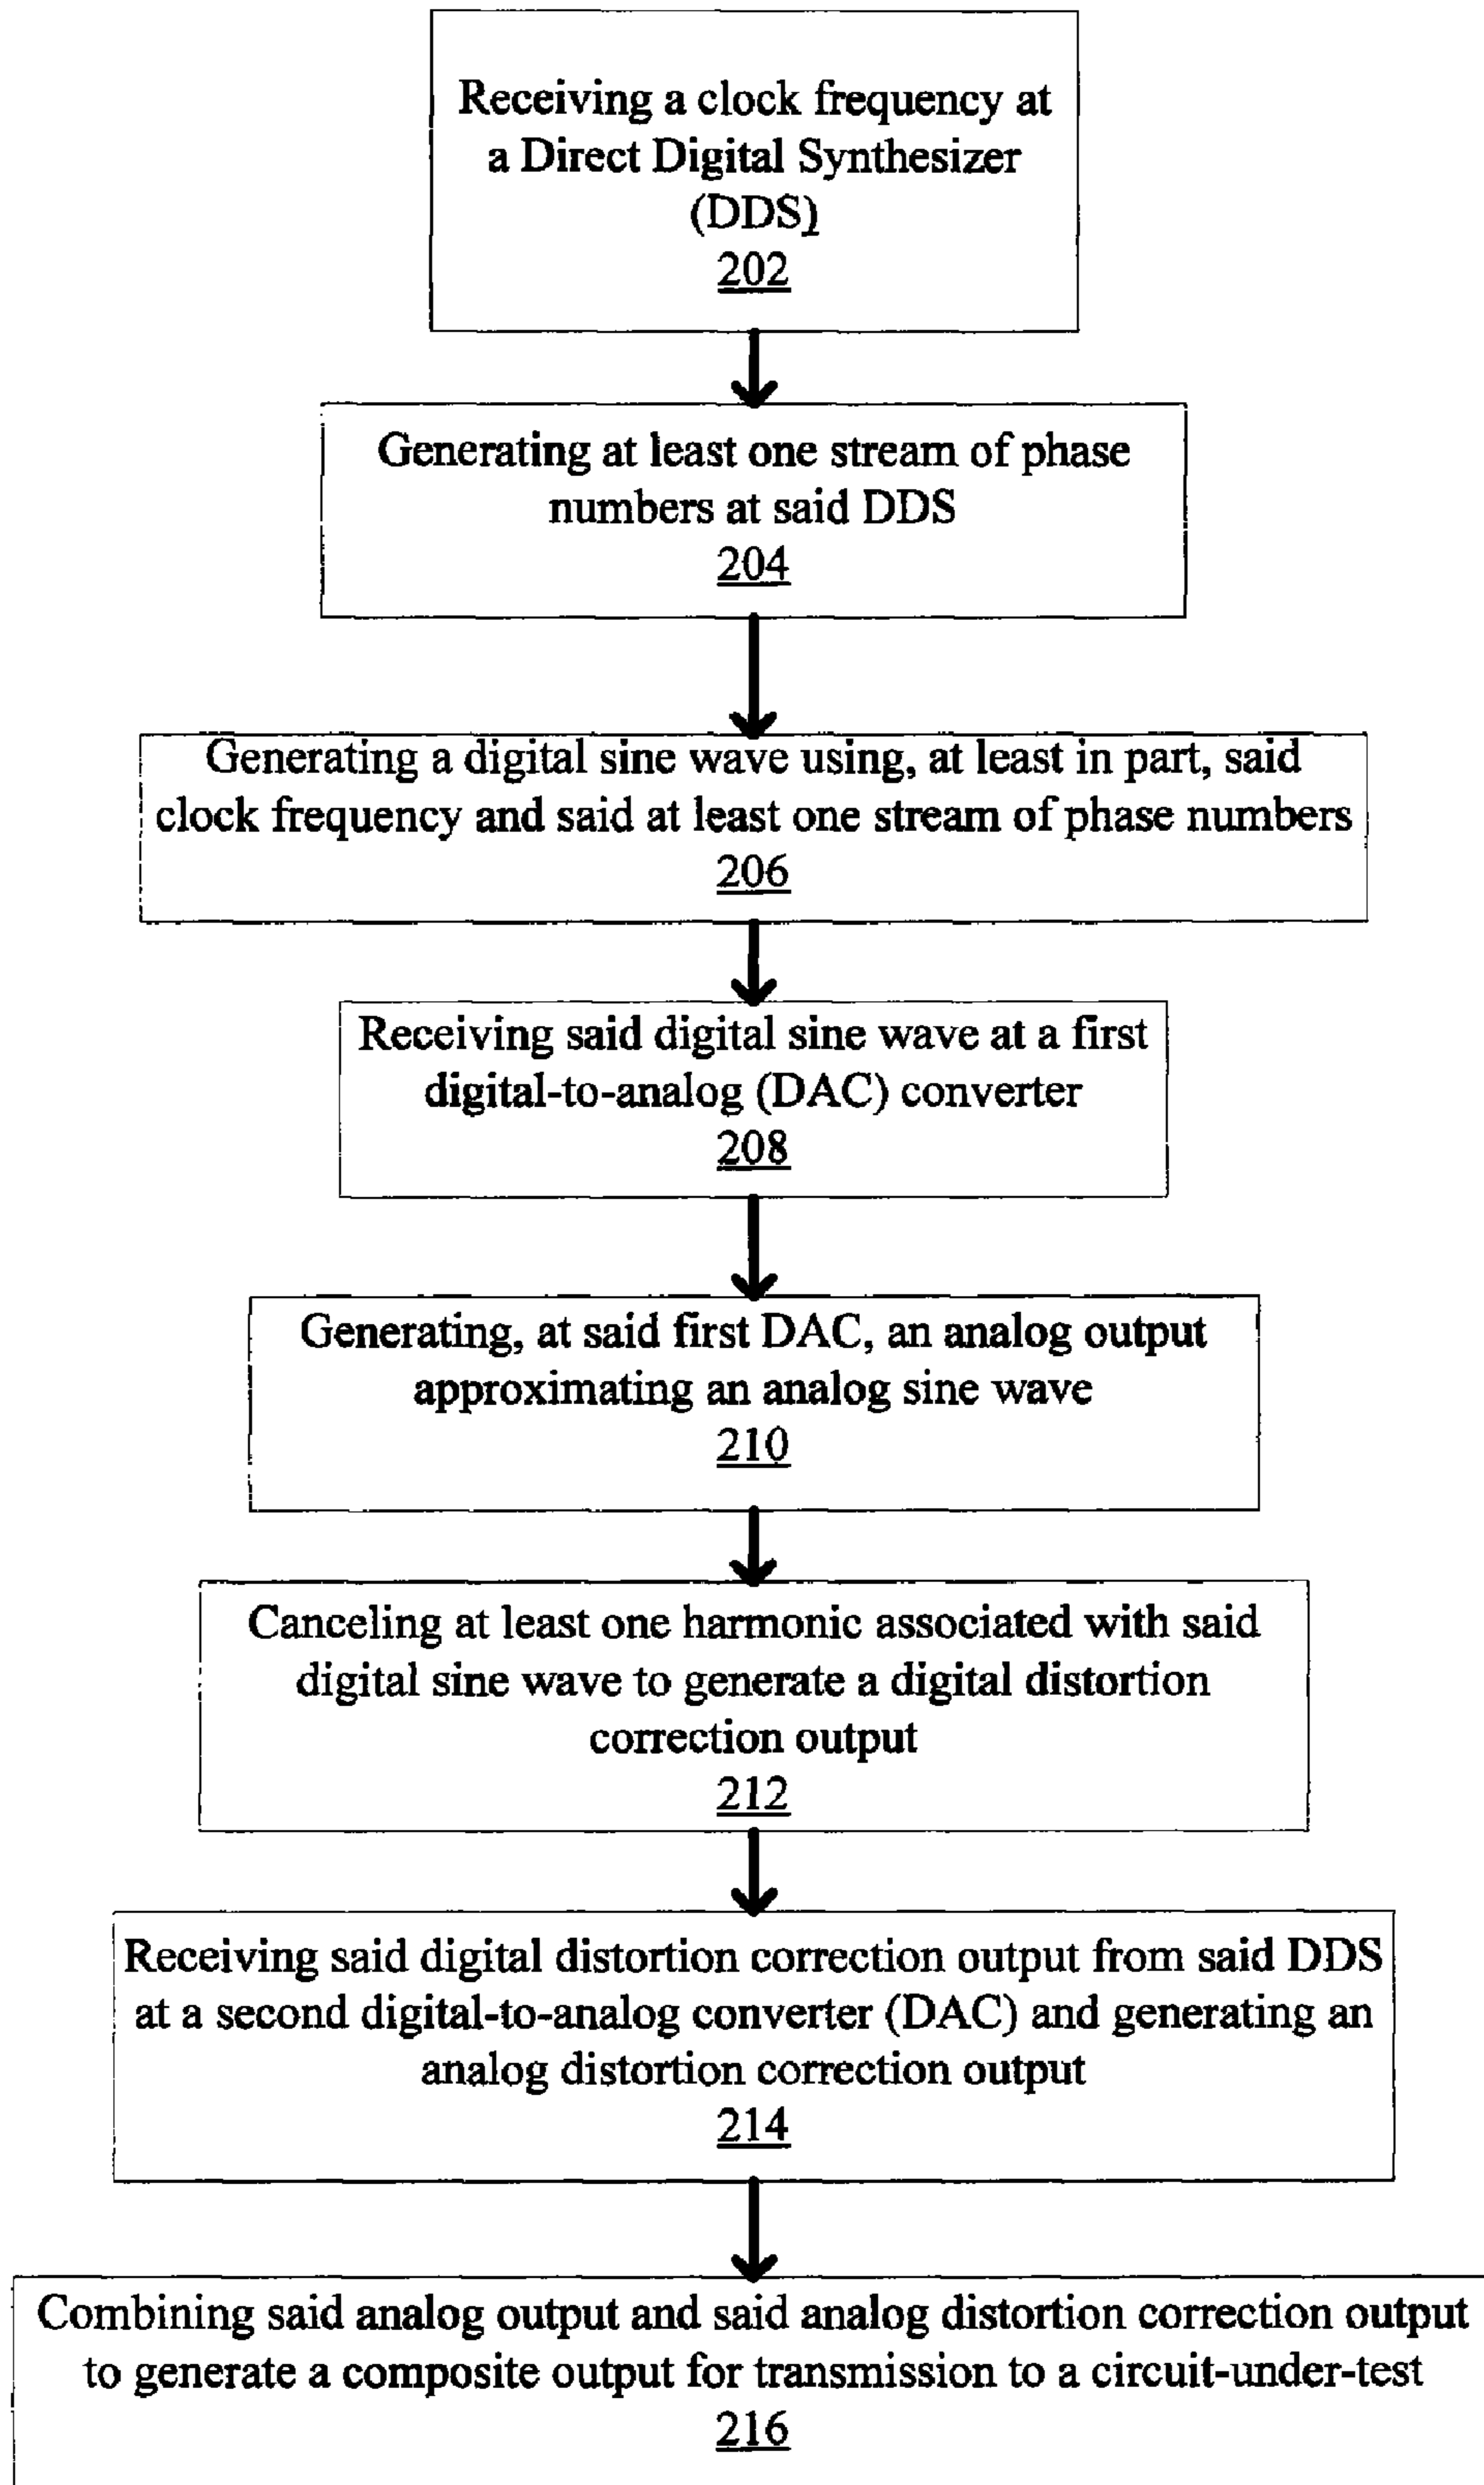 Receiving a clock frequency at
a Direct Digital Synthesizer
(DDS)
202
Generating at least one stream of phase
numbers at said DDS
204
Generating a digital sine wave using, at least in part, said
clock frequency and said at least one stream of phase numbers
206
Receiving said digital sine wave at a first
digital-to-analog (DAC) converter
208
Generating, at said first DAC, an analog output
approximating an analog sine wave
210
Canceling at least one harmonic associated with said
digital sine wave to generate a digital distortion
correction output
212
Receiving said digital distortion correction output from said DDS
at a second digital-to-analog converter (DAC) and generating an
analog distortion correction output
214
Combining said analog output and said analog distortion correction output
to generate a composite output for transmission to a circuit-under-test
216